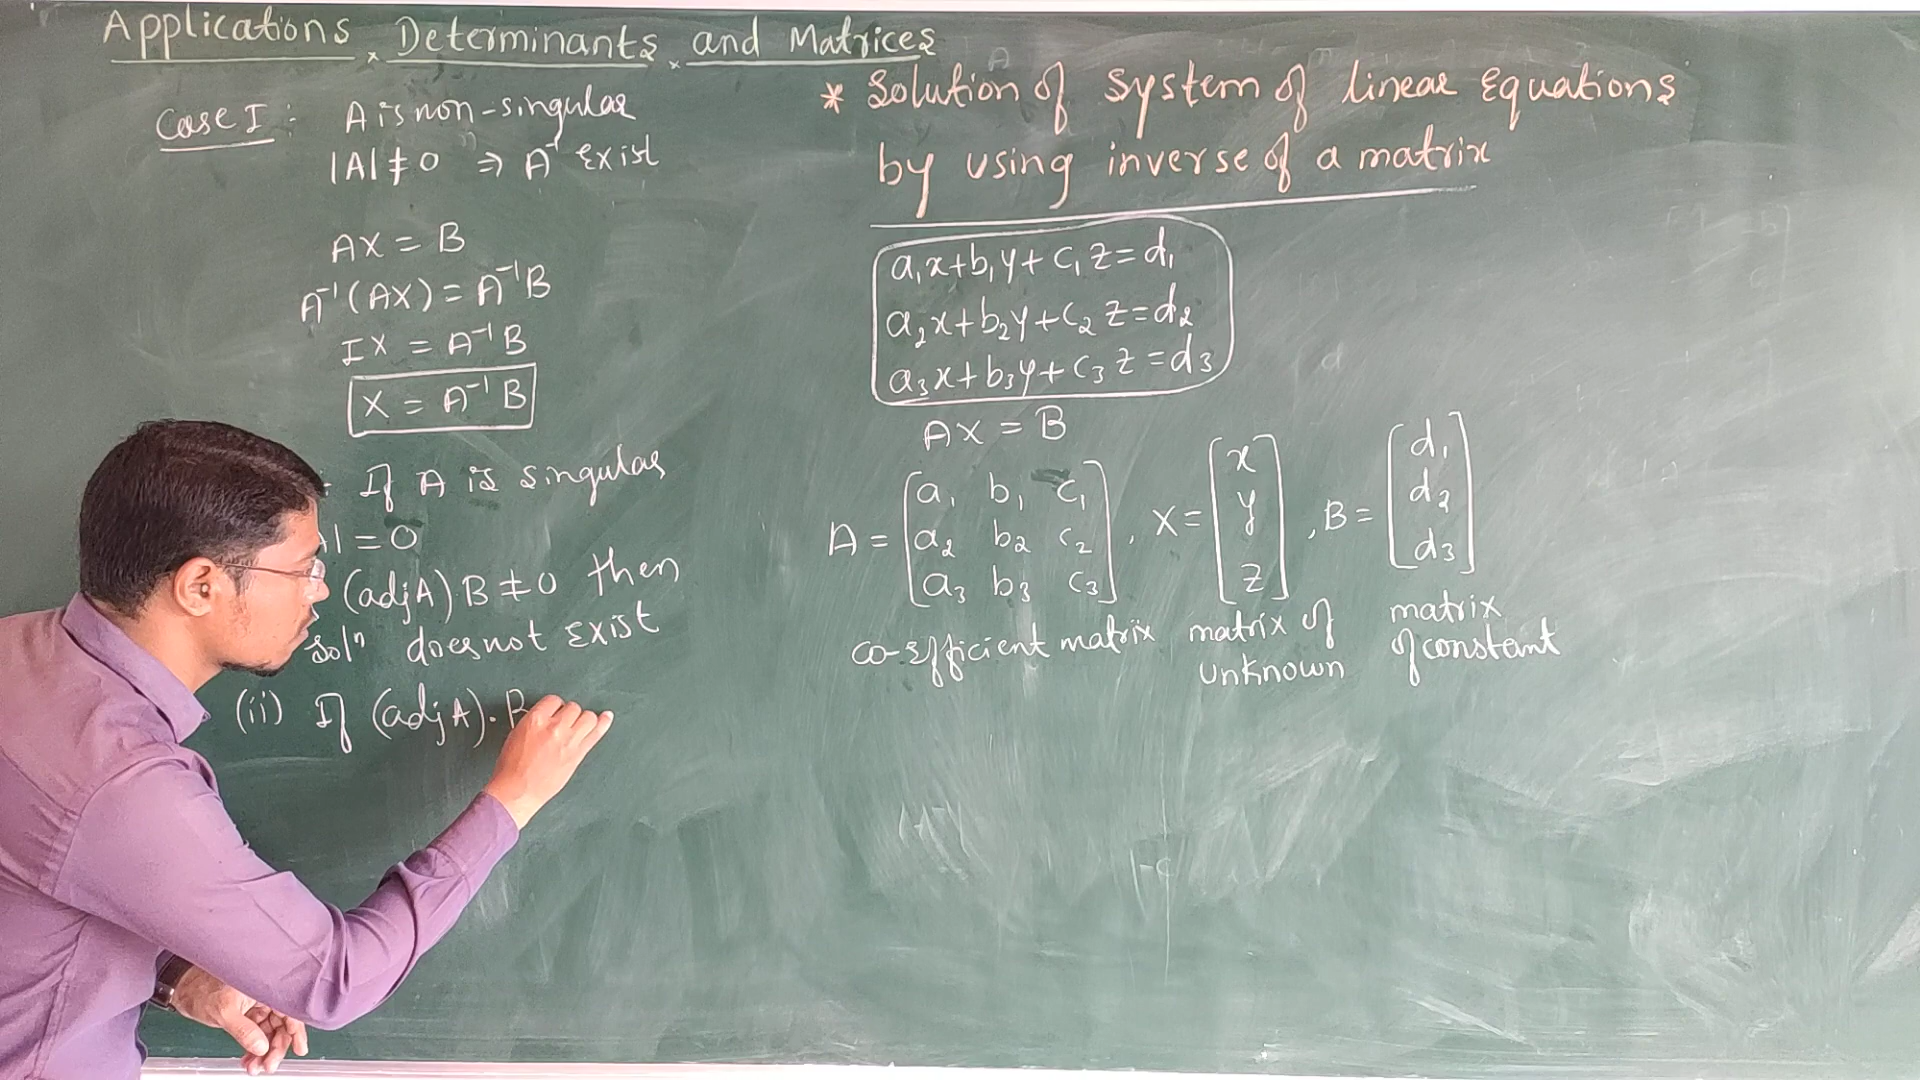 Applications Determinants and Matrices
Case I : A is non-singular
|A| ≠ 0 ⇒ A⁻¹ Exist
AX = B
A⁻¹(AX) = A⁻¹B
IX = A⁻¹B
X = A⁻¹B
If A is singular
A| = 0
(adjA) B ≠ 0 then
solⁿ does not Exist
(ii) If (adjA). B
* Solution of System of linear Equations
by using inverse of a matrix
a₁x+b₁y+c₁z=d₁
a₂x+b₂y+c₂z=d₂
a₃x+b₃y+c₃z=d₃
AX = B
A = [a₁ b₁ c₁
a₂ b₂ c₂
a₃ b₃ c₃] , X = [x
y
z] , B = [d₁
d₂
d₃]
co-efficient matrix
matrix of
unknown
matrix
of constant